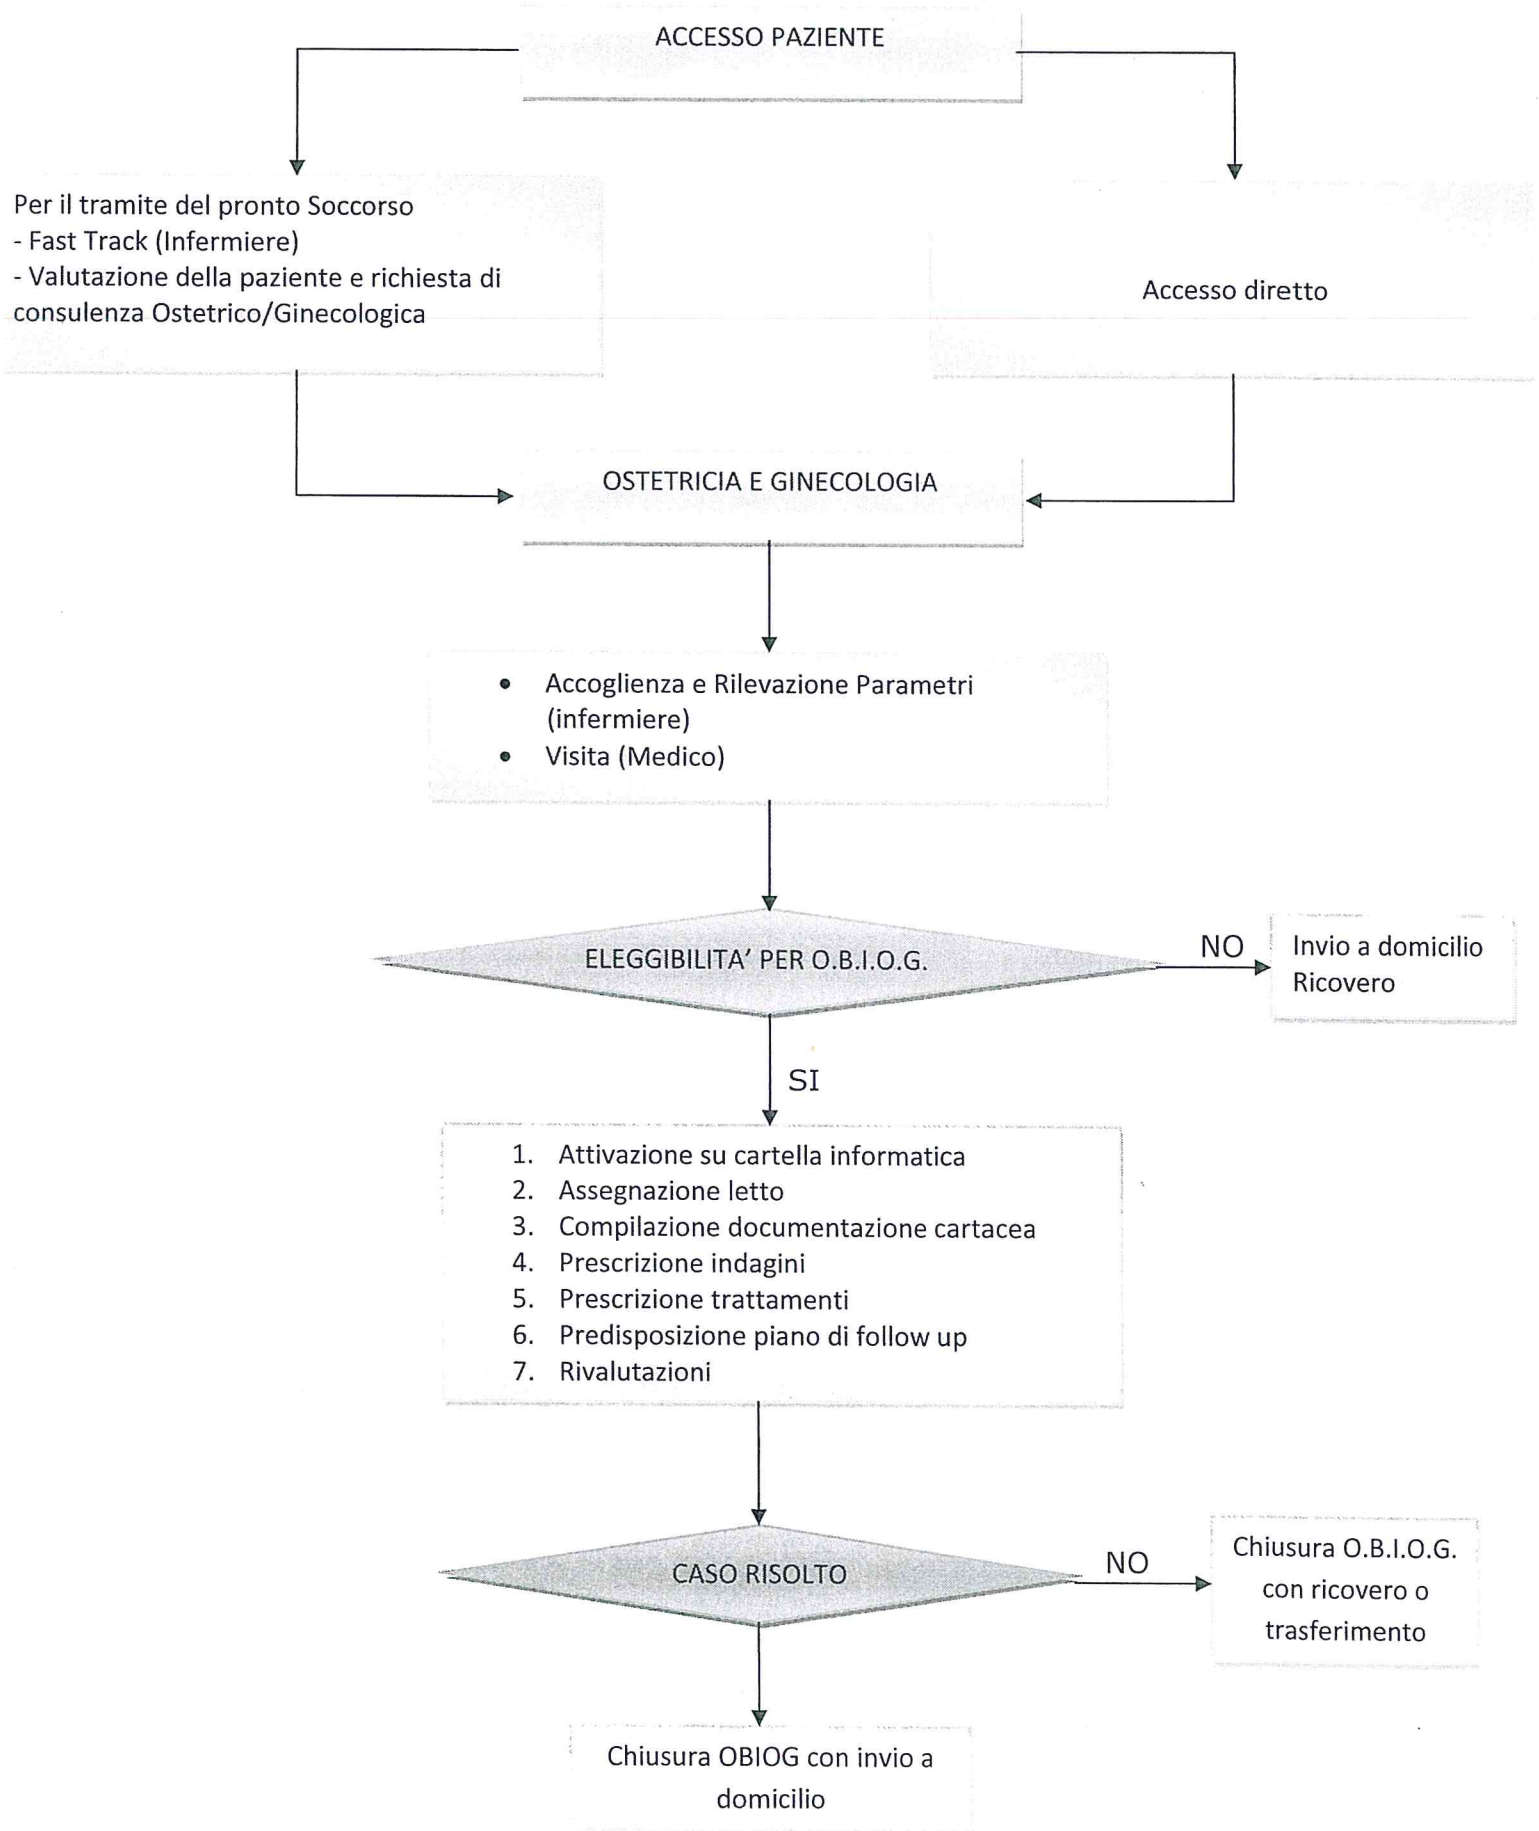 ACCESSO PAZIENTE
Per il tramite del pronto Soccorso
- Fast Track (Infermiere)
- Valutazione della paziente e richiesta di
consulenza Ostetrico/Ginecologica
Accesso diretto
OSTETRICIA E GINECOLOGIA
• Accoglienza e Rilevazione Parametri
(infermiere)
• Visita (Medico)
ELEGGIBILITA’ PER O.B.I.O.G.
NO
Invio a domicilio
Ricovero
SI
1. Attivazione su cartella informatica
2. Assegnazione letto
3. Compilazione documentazione cartacea
4. Prescrizione indagini
5. Prescrizione trattamenti
6. Predisposizione piano di follow up
7. Rivalutazioni
CASO RISOLTO
NO
Chiusura O.B.I.O.G.
con ricovero o
trasferimento
Chiusura OBIOG con invio a
domicilio